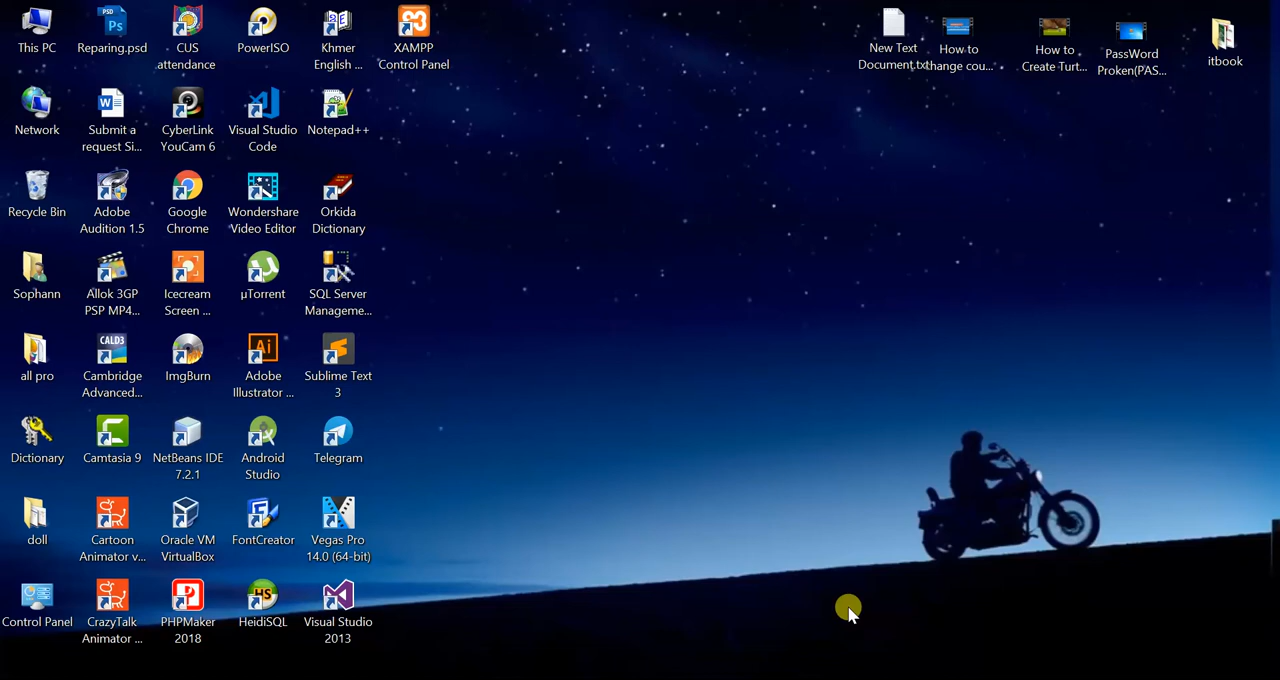 This PC
Reparing.psd
CUS
attendance
PowerISO
Khmer
English ...
XAMPP
Control Panel
New Text
Document.txt
How to
change cou...
How to
Create Turt...
PassWord
Proken(PAS...
itbook
Network
Submit a
request Si...
CyberLink
YouCam 6
Visual Studio
Code
Notepad++
Recycle Bin
Adobe
Audition 1.5
Google
Chrome
Wondershare
Video Editor
Orkida
Dictionary
Sophann
Allok 3GP
PSP MP4...
Icecream
Screen ...
µTorrent
SQL Server
Manageme...
all pro
Cambridge
Advanced...
ImgBurn
Adobe
Illustrator ...
Sublime Text
3
Dictionary
Camtasia 9
NetBeans IDE
7.2.1
Android
Studio
Telegram
doll
Cartoon
Animator v...
Oracle VM
VirtualBox
FontCreator
Vegas Pro
14.0 (64-bit)
Control Panel
CrazyTalk
Animator ...
PHPMaker
2018
HeidiSQL
Visual Studio
2013